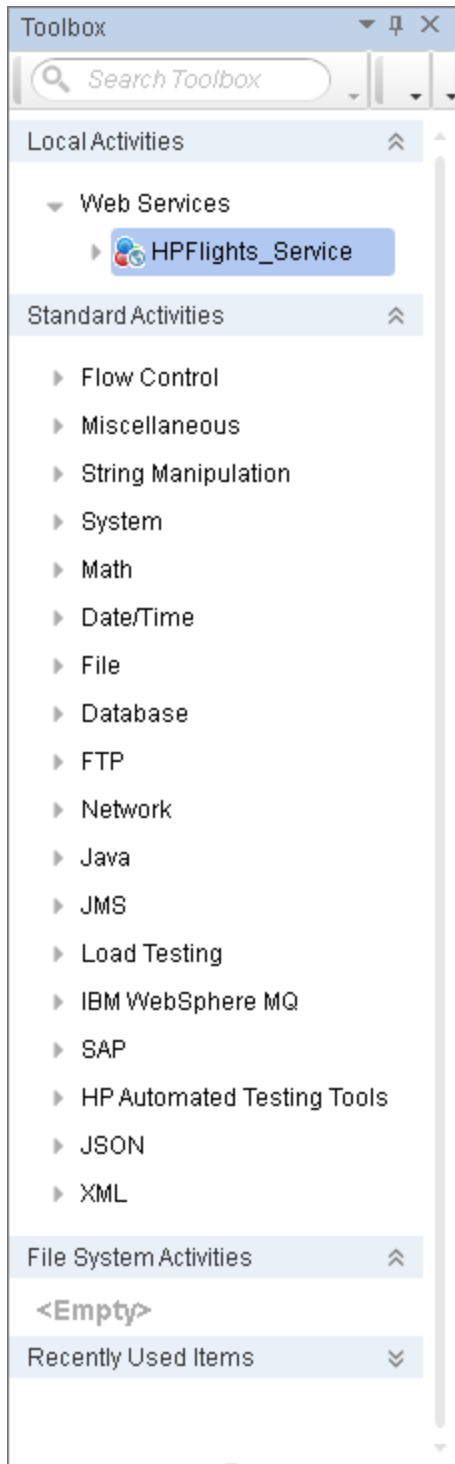 Toolbox
Search Toolbox
Local Activities
Web Services
HPFlights_Service
Standard Activities
Flow Control
Miscellaneous
String Manipulation
System
Math
Date/Time
File
Database
FTP
Network
Java
JMS
Load Testing
IBM WebSphere MQ
SAP
HP Automated Testing Tools
JSON
XML
File System Activities
<Empty>
Recently Used Items